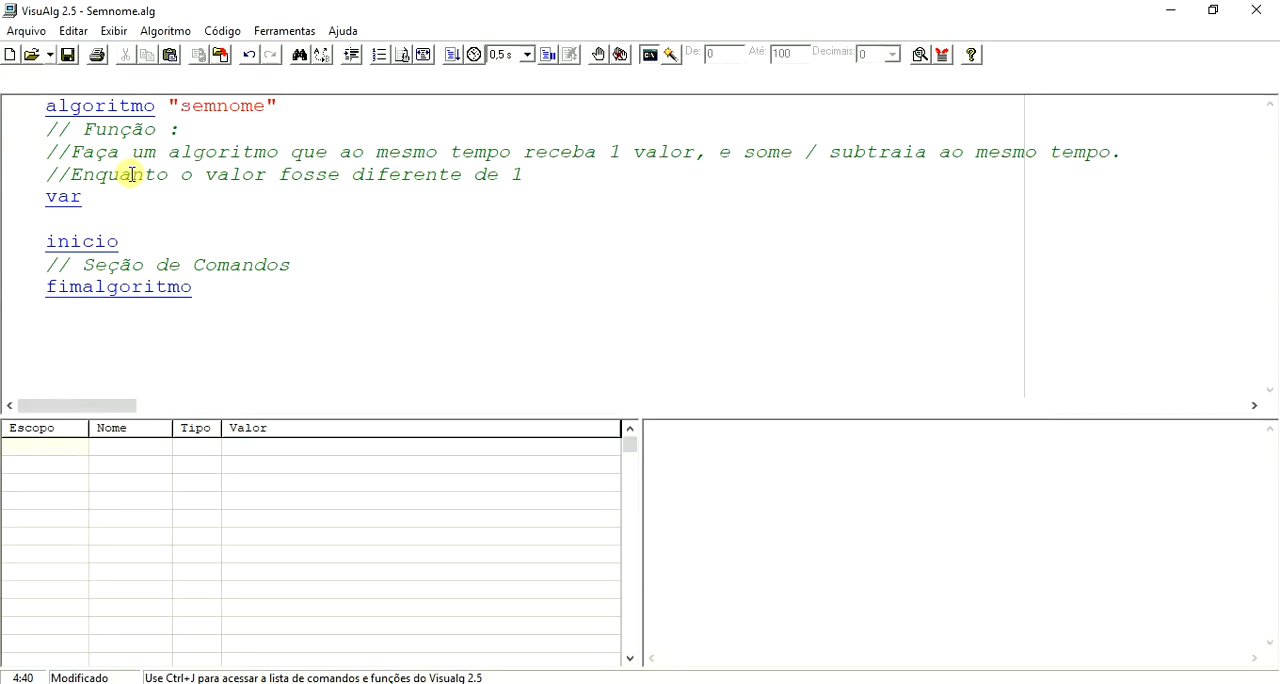 VisuAlg 2.5 - Semnome.alg
Arquivo Editar Exibir Algoritmo Código Ferramentas Ajuda
0,5 s De: 0 Até: 100 Decimais: 0
algoritmo "semnome"
// Função :
//Faça um algoritmo que ao mesmo tempo receba 1 valor, e some / subtraia ao mesmo tempo.
//Enquanto o valor fosse diferente de 1
var
inicio
// Seção de Comandos
fimalgoritmo
Escopo Nome Tipo Valor
4:40 Modificado Use Ctrl+J para acessar a lista de comandos e funções do Visualg 2.5